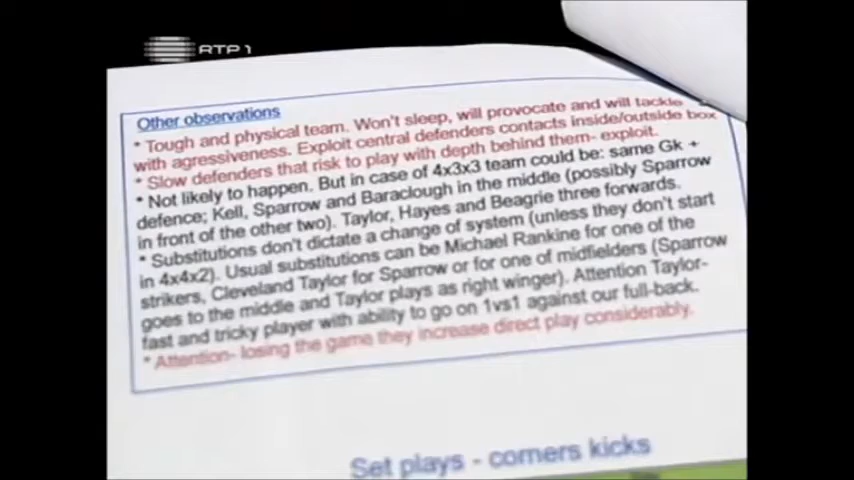 RTP 1
Other observations
* Tough and physical team. Won't sleep, will provocate and will tackle
with agressiveness. Exploit central defenders contacts inside/outside box
* Slow defenders that risk to play with depth behind them- exploit.
* Not likely to happen. But in case of 4x3x3 team could be: same Gk +
defence; Kell, Sparrow and Baraclough in the middle (possibly Sparrow
in front of the other two). Taylor, Hayes and Beagrie three forwards.
* Substitutions don't dictate a change of system (unless they don't start
in 4x4x2). Usual substitutions can be Michael Rankine for one of the
strikers, Cleveland Taylor for Sparrow or for one of midfielders (Sparrow
goes to the middle and Taylor plays as right winger). Attention Taylor-
fast and tricky player with ability to go on 1vs1 against our full-back.
* Attention- losing the game they increase direct play considerably.
Set plays - corners kicks